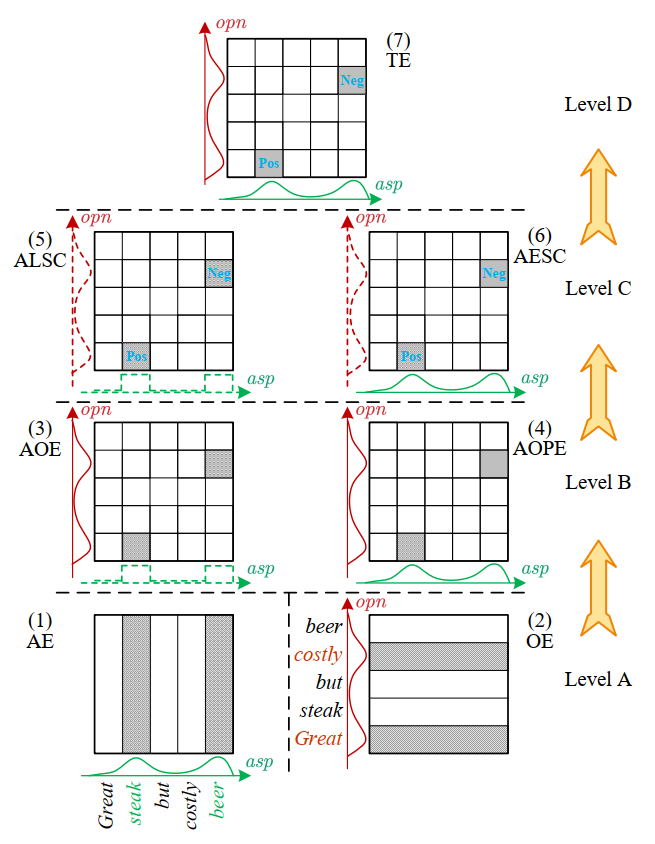 opn
(7)
TE
Neg
Pos
asp
Level D
opn
(5)
ALSC
Neg
Pos
asp
opn
(6)
AESC
Neg
Pos
asp
Level C
opn
(3)
AOE
asp
opn
(4)
AOPE
asp
Level B
(1)
AE
asp
Great
steak
but
costly
beer
opn
(2)
OE
beer
costly
but
steak
Great
Level A